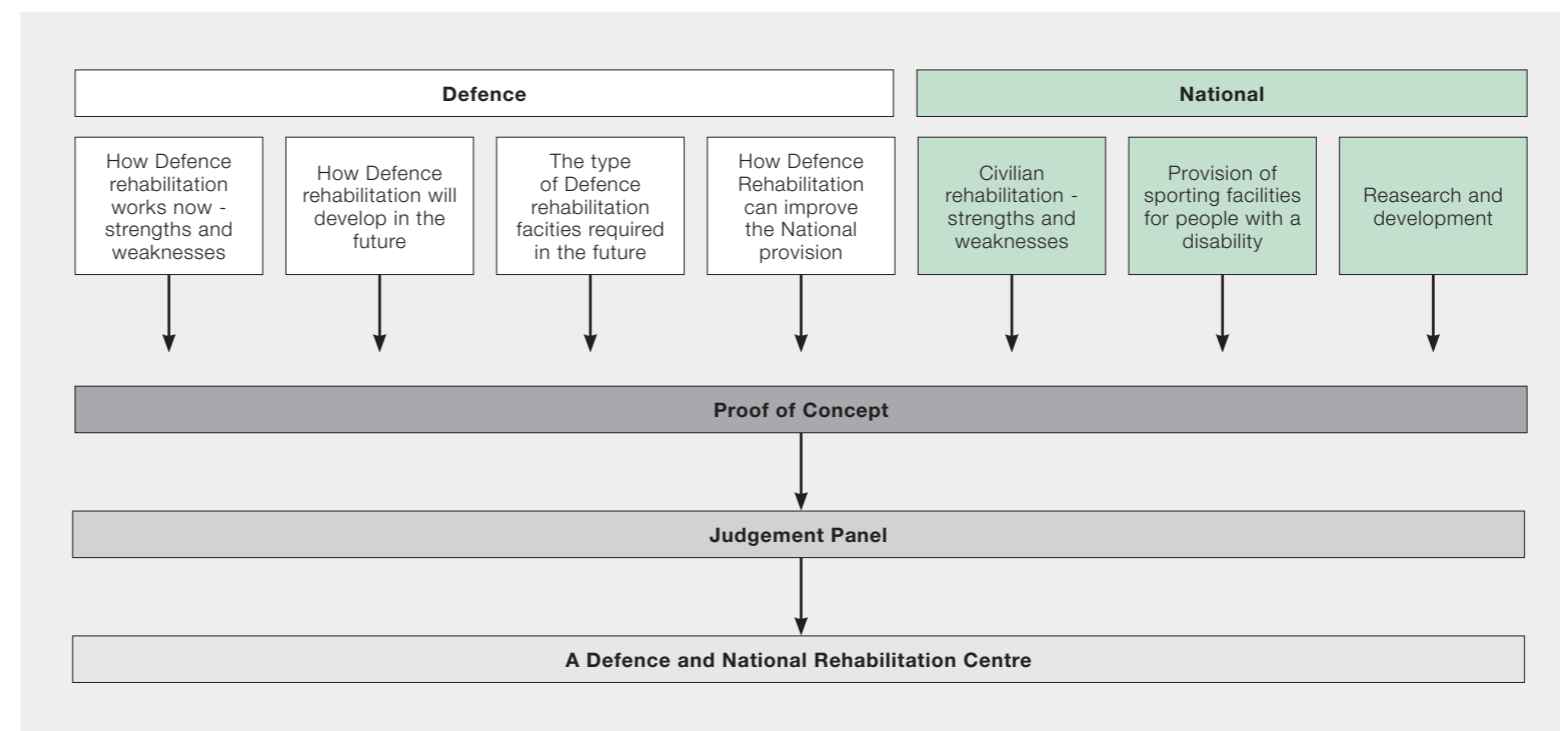 Defence
National
How Defence
rehabilitation
works now -
strengths and
weaknesses
How Defence
rehabilitation will
develop in the
future
The type
of Defence
rehabilitation
facities required
in the future
How Defence
Rehabilitation
can improve
the National
provision
Civilian
rehabilitation -
strengths and
weaknesses
Provision of
sporting facilities
for people with a
disability
Reasearch and
development
Proof of Concept
Judgement Panel
A Defence and National Rehabilitation Centre